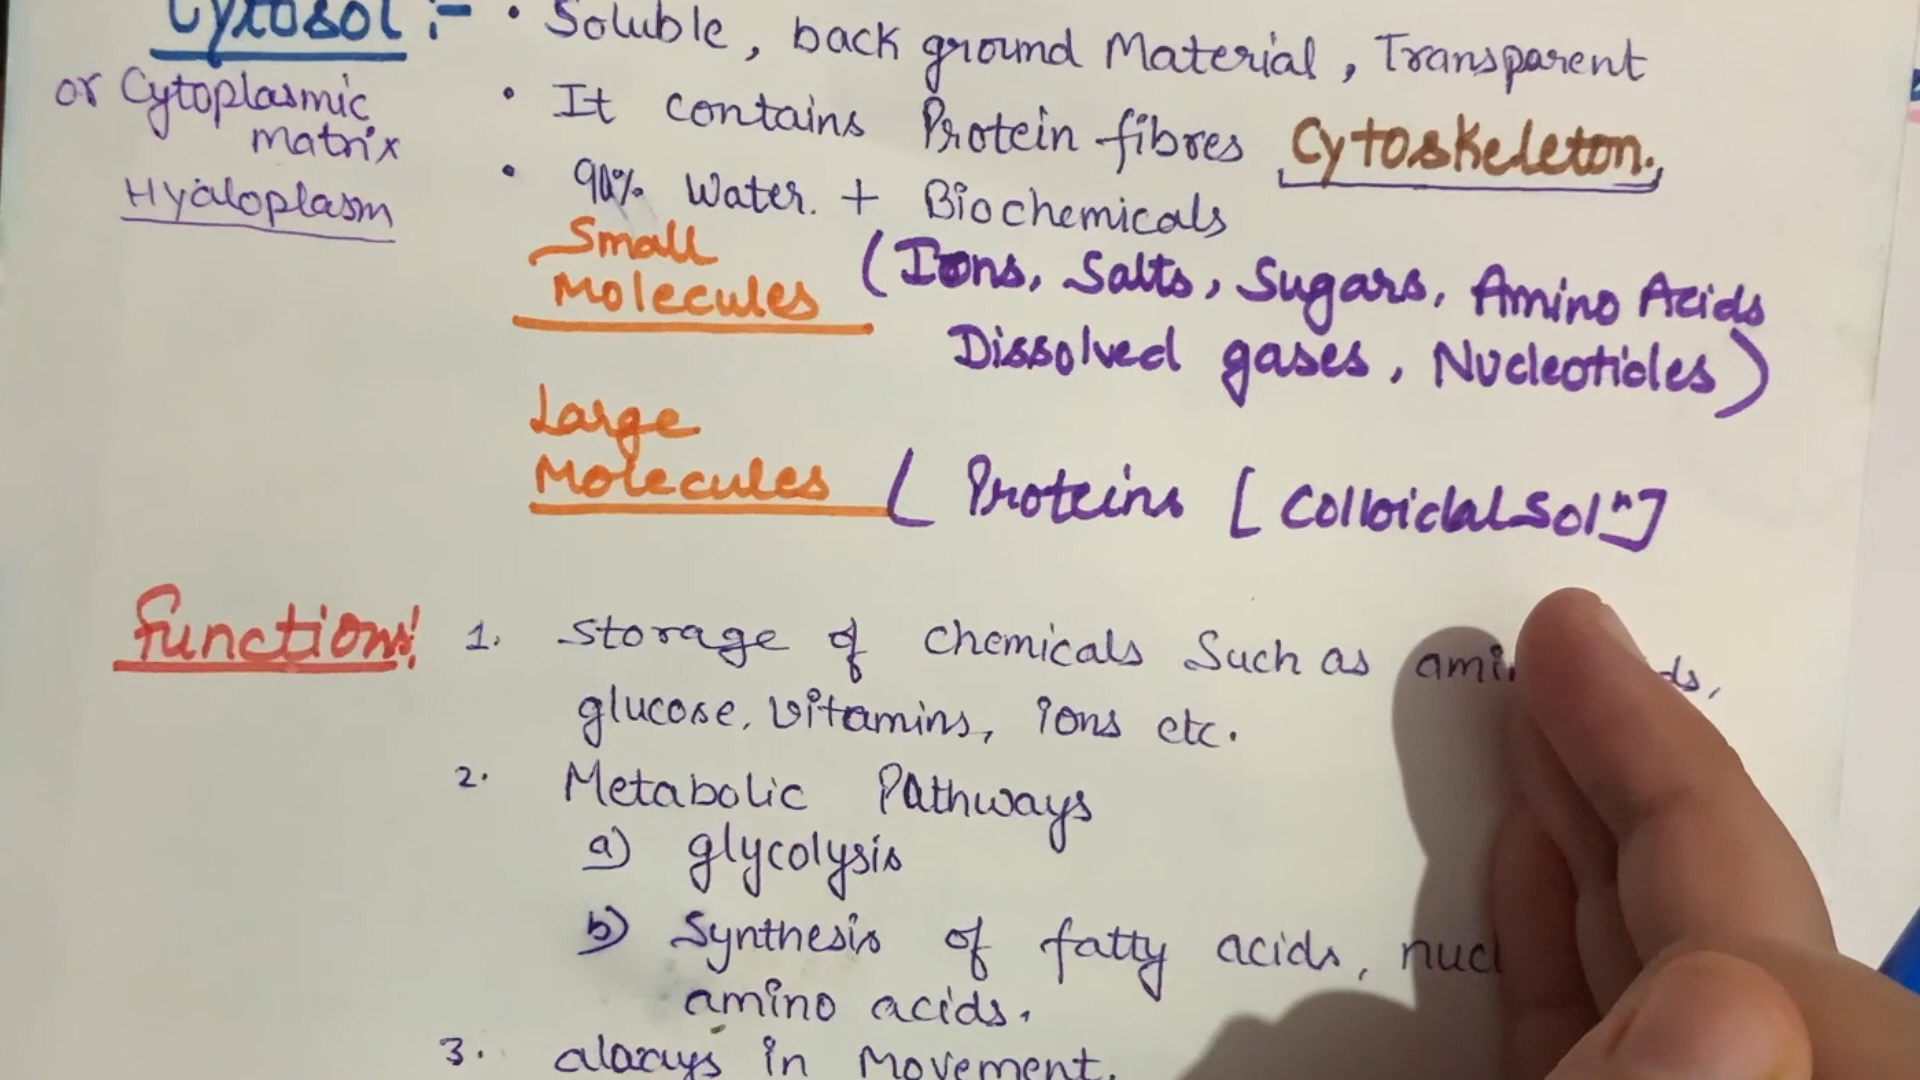 Cytosol :- • Soluble, back ground Material, Transparent
or Cytoplasmic matrix
Hyaloplasm
• It contains Protein fibres Cytoskeleton.
• 90% Water. + Biochemicals
Small Molecules (Ions, Salts, Sugars, Amino Acids
Dissolved gases, Nucleotides)
Large Molecules ( Proteins [ Colloidal Solⁿ]
Functions! 1. Storage of chemicals Such as
glucose, vitamins, ions etc.
2. Metabolic Pathways
a) glycolysis
b) Synthesis of fatty acids,
amino acids.
3. always in Movement.